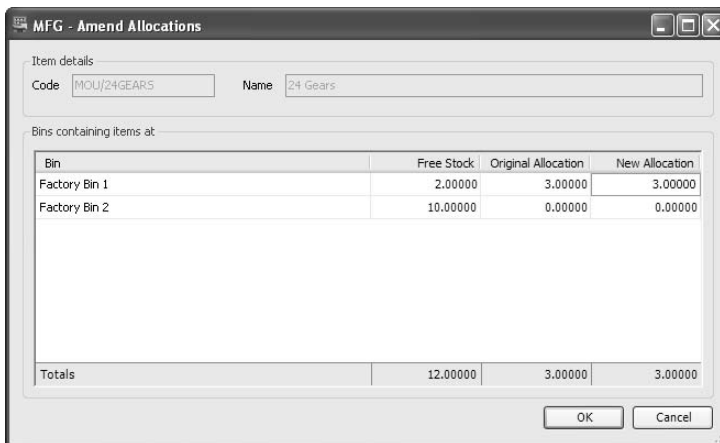 MFG - Amend Allocations
Item details
Code MOU/24GEARS Name 24 Gears
Bins containing items at
Bin Free Stock Original Allocation New Allocation
Factory Bin 1 2.00000 3.00000 3.00000
Factory Bin 2 10.00000 0.00000 0.00000
Totals 12.00000 3.00000 3.00000
OK Cancel